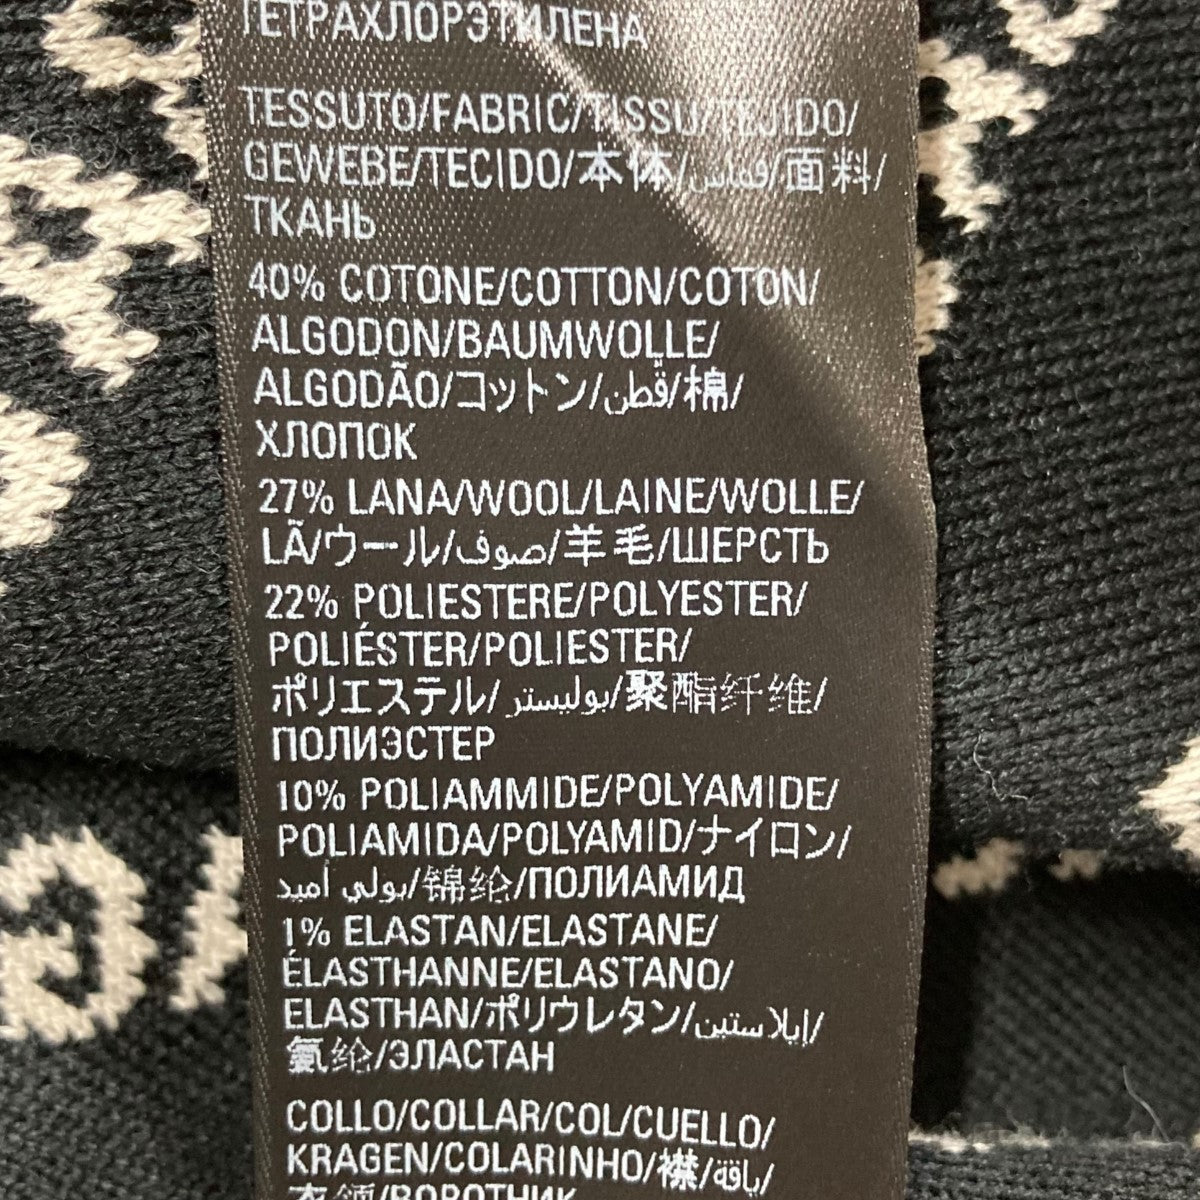 ТЕТРАХЛОРЭТИЛЕНА
TESSUTO/FABRIC/TISSU/TEJIDO/
GEWEBE/TECIDO/本体/قماش/面料/
ТКАНЬ
40% COTONE/COTTON/COTON/
ALGODON/BAUMWOLLE/
ALGODÃO/コットン/قطن/棉/
ХЛОПОК
27% LANA/WOOL/LAINE/WOLLE/
LÃ/ウール/صوف/羊毛/ШЕРСТЬ
22% POLIESTERE/POLYESTER/
POLIÉSTER/POLIESTER/
ポリエステル/بوليستر/聚酯纤维/
ПОЛИЭСТЕР
10% POLIAMMIDE/POLYAMIDE/
POLIAMIDA/POLYAMID/ナイロン/
بولي أميد/锦纶/ПОЛИАМИД
1% ELASTAN/ELASTANE/
ÉLASTHANNE/ELASTANO/
ELASTHAN/ポリウレタン/إيلاستين/
氨纶/ЭЛАСТАН
COLLO/COLLAR/COL/CUELLO/
KRAGEN/COLARINHO/襟/ياقة/
衣领/ВОРОТНИК